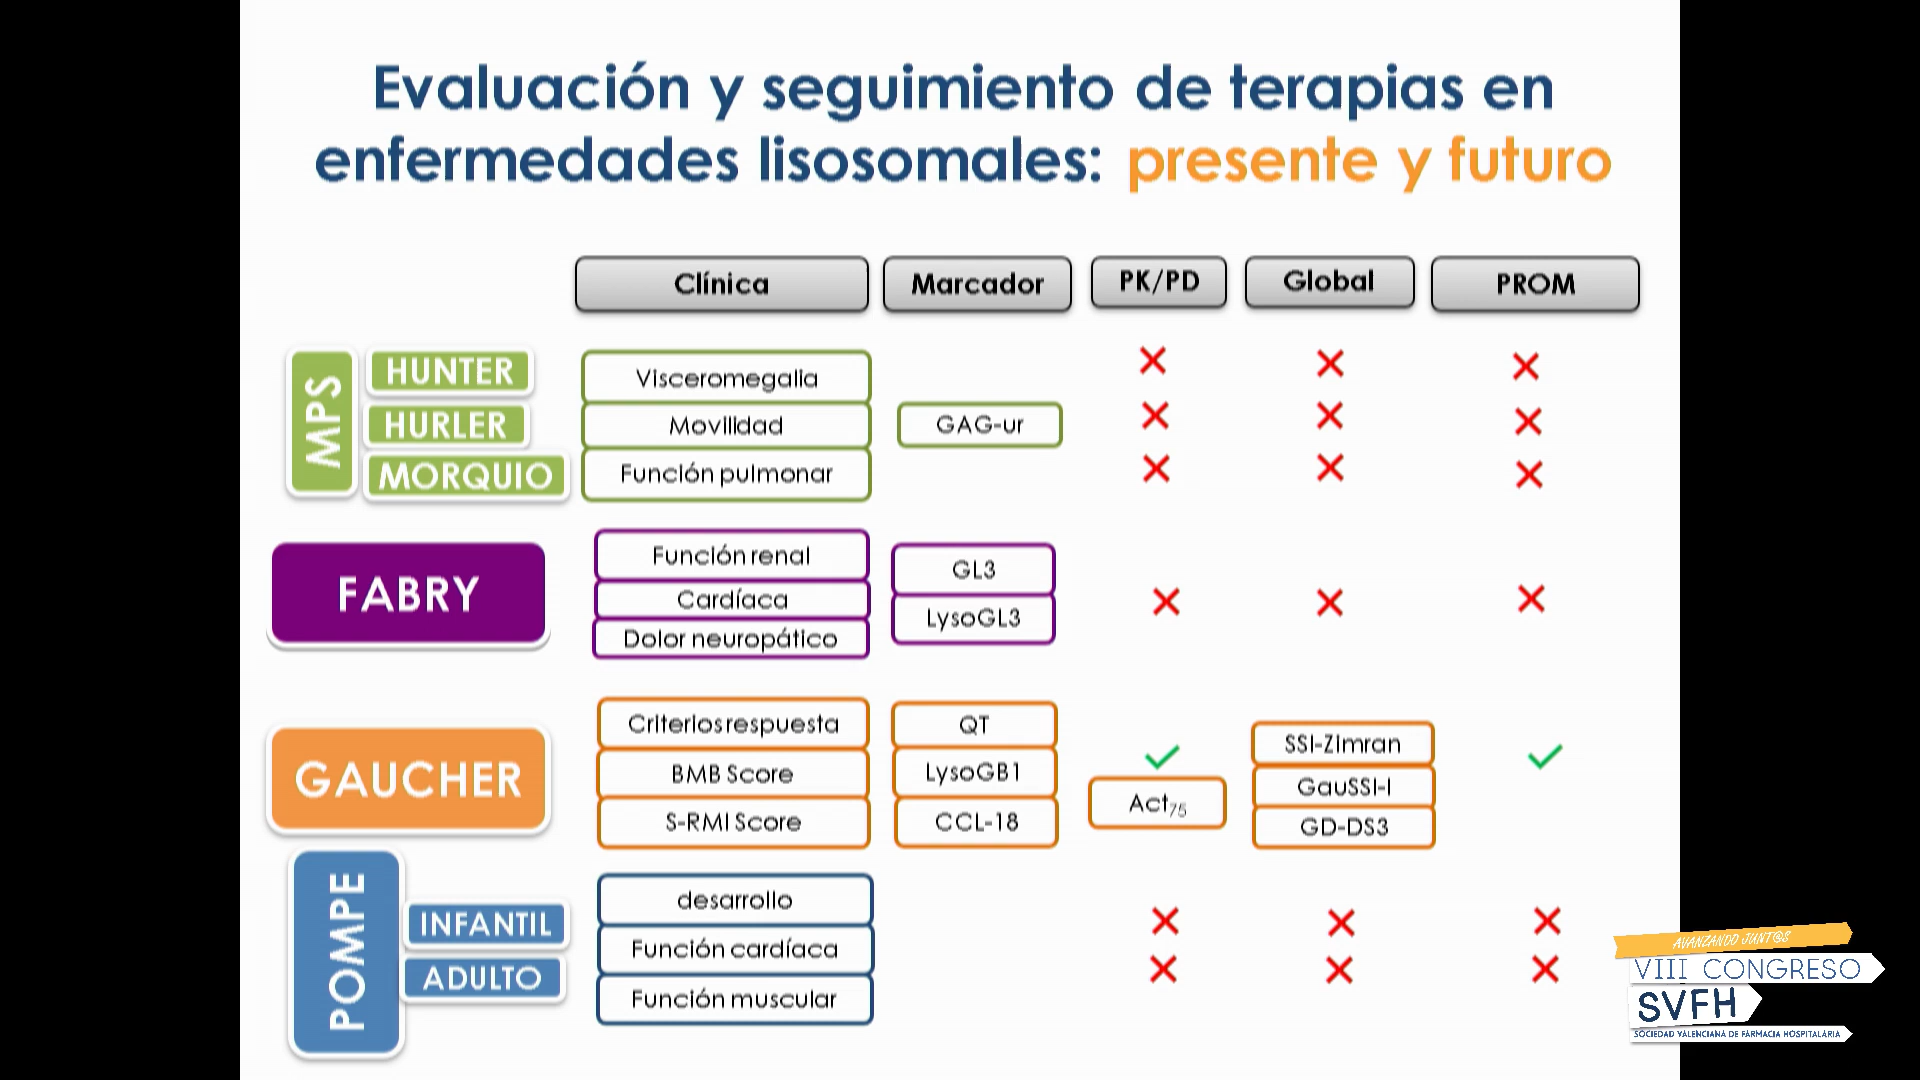 Evaluación y seguimiento de terapias en
enfermedades lisosomales: presente y futuro
Clínica
Marcador
PK/PD
Global
PROM
MPS
HUNTER
HURLER
MORQUIO
Visceromegalia
Movilidad
Función pulmonar
GAG-ur
FABRY
Función renal
Cardíaca
Dolor neuropático
GL3
LysoGL3
GAUCHER
Criterios respuesta
BMB Score
S-RMI Score
QT
LysoGB1
CCL-18
Act75
SSI-Zimran
GauSSI-I
GD-DS3
POMPE
INFANTIL
ADULTO
desarrollo
Función cardíaca
Función muscular
AVANZANDO JUNT@S
VIII CONGRESO
SVFH
SOCIEDAD VALENCIANA DE FARMACIA HOSPITALARIA